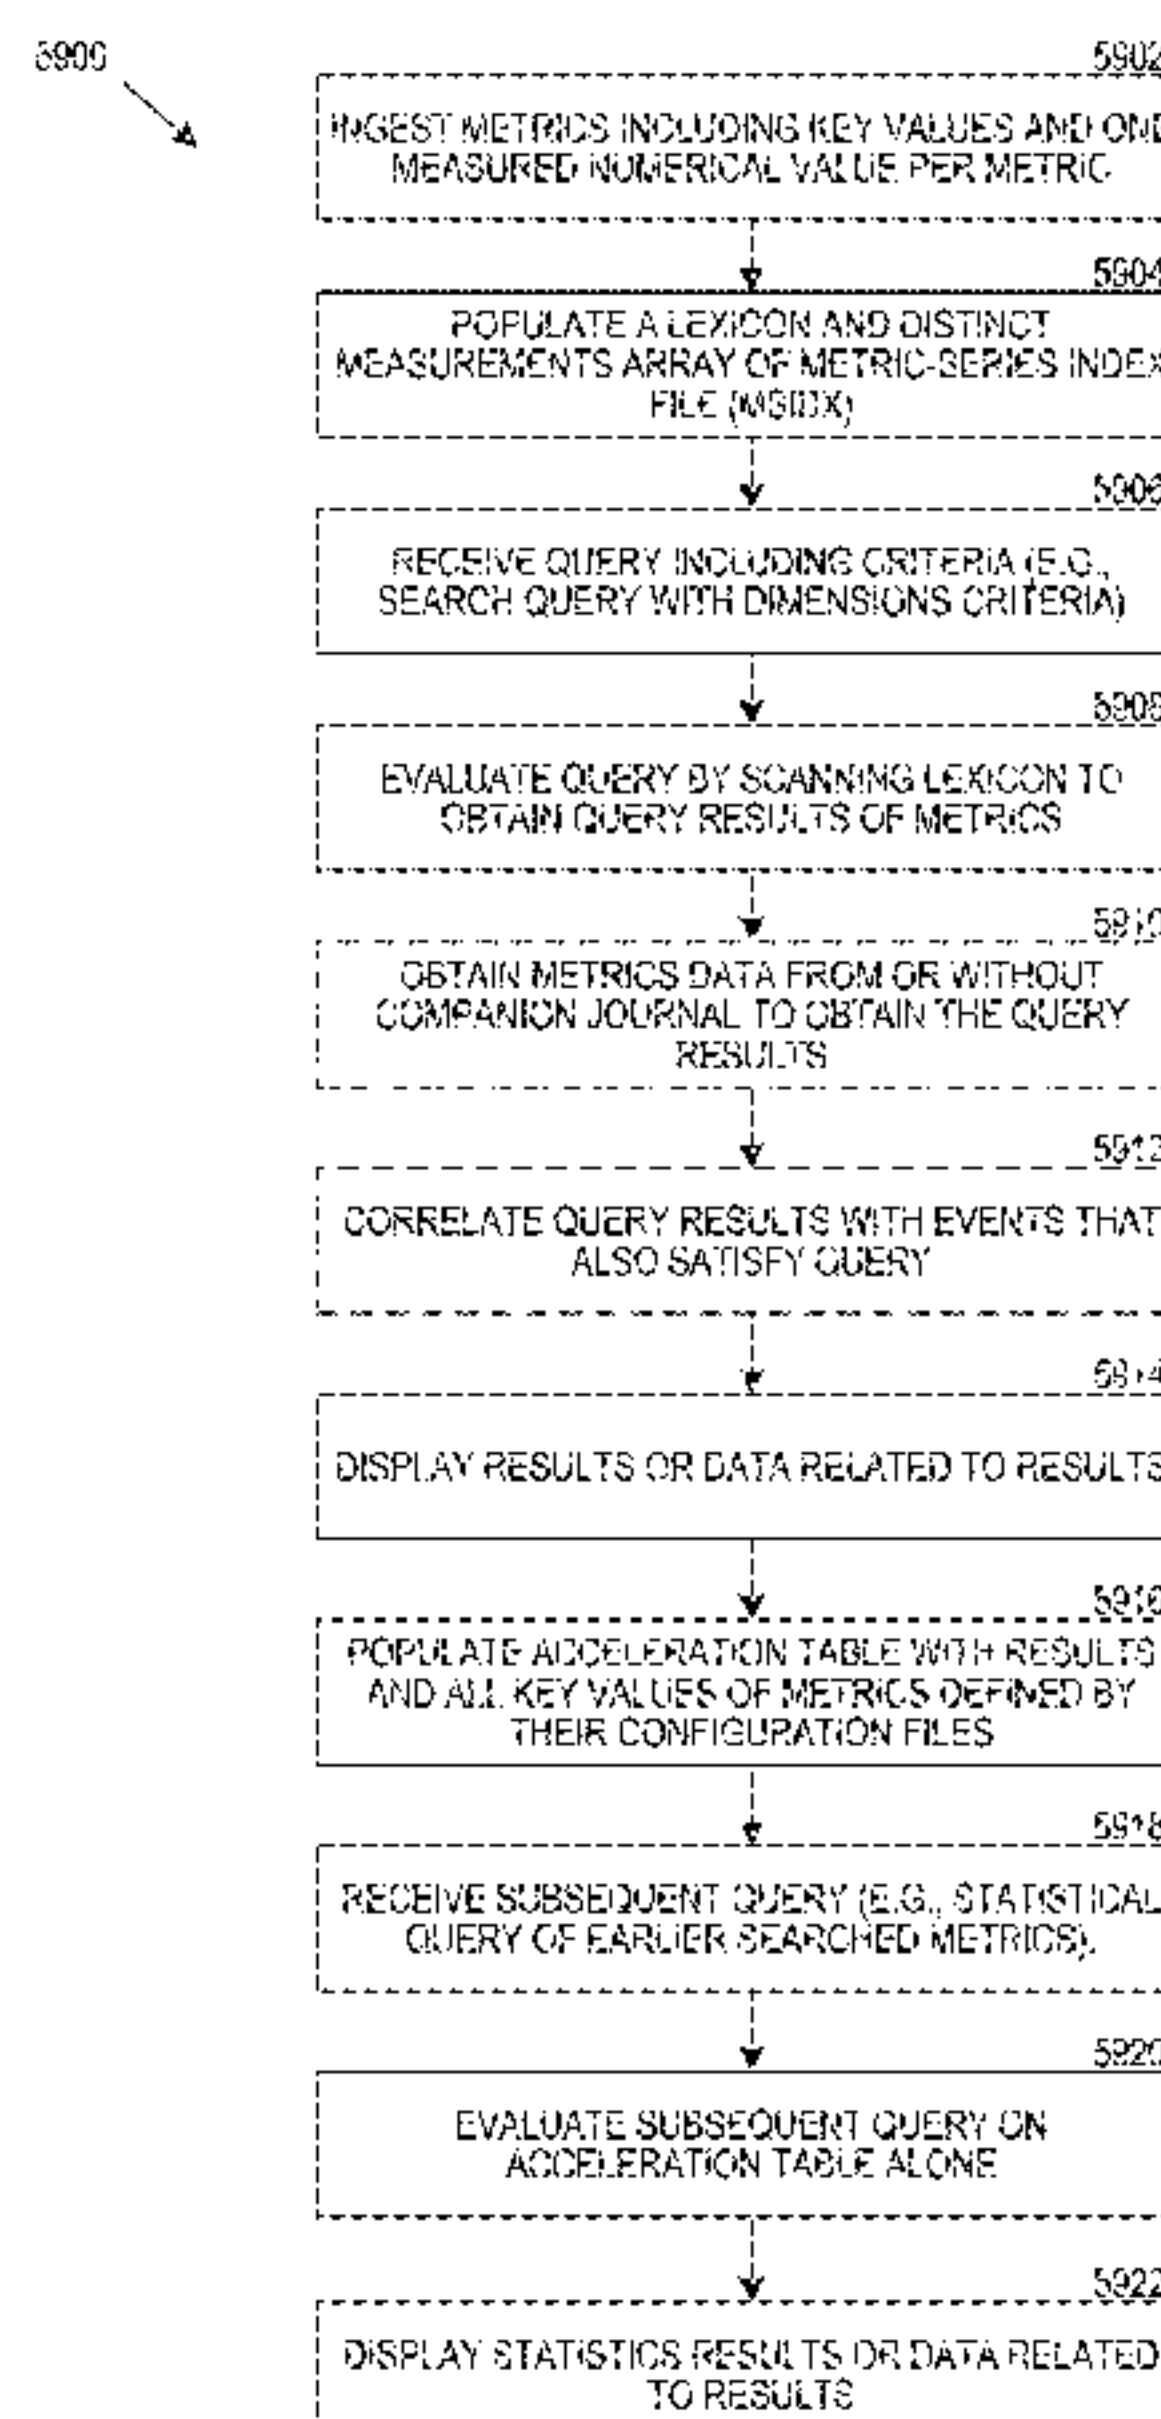 5900
5902
INGEST METRICS INCLUDING KEY VALUES AND ONE
MEASURED NUMERICAL VALUE PER METRIC
5904
POPULATE A LEXICON AND DISTINCT
MEASUREMENTS ARRAY OF METRIC-SERIES INDEX
FILE (MSIDX)
5906
RECEIVE QUERY INCLUDING CRITERIA (E.G.,
SEARCH QUERY WITH DIMENSIONS CRITERIA)
5908
EVALUATE QUERY BY SCANNING LEXICON TO
OBTAIN QUERY RESULTS OF METRICS
5910
OBTAIN METRICS DATA FROM OR WITHOUT
COMPANION JOURNAL TO OBTAIN THE QUERY
RESULTS
5912
CORRELATE QUERY RESULTS WITH EVENTS THAT
ALSO SATISFY QUERY
5914
DISPLAY RESULTS OR DATA RELATED TO RESULTS
5916
POPULATE ACCELERATION TABLE WITH RESULTS
AND ALL KEY VALUES OF METRICS DEFINED BY
THEIR CONFIGURATION FILES
5918
RECEIVE SUBSEQUENT QUERY (E.G., STATISTICAL
QUERY OF EARLIER SEARCHED METRICS).
5920
EVALUATE SUBSEQUENT QUERY ON
ACCELERATION TABLE ALONE
5922
DISPLAY STATISTICS RESULTS OR DATA RELATED
TO RESULTS